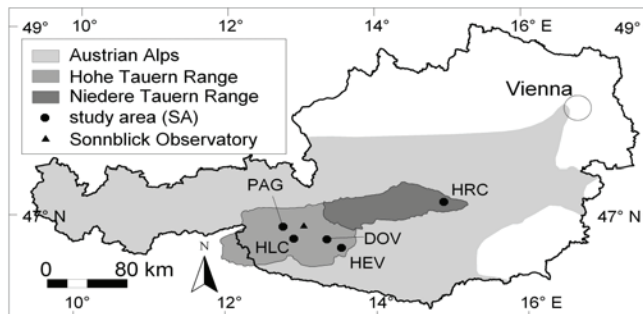 49°
12°
14°
16°
49°
Austrian Alps
Hohe Tauern Range
Niedere Tauern Range
study area (SA)
Sonnblick Observatory
Vienna
PAG
HRC
47° N
47° N
HLC
DOV
HEV
N
0 80 km
10°
12°
14°
16°